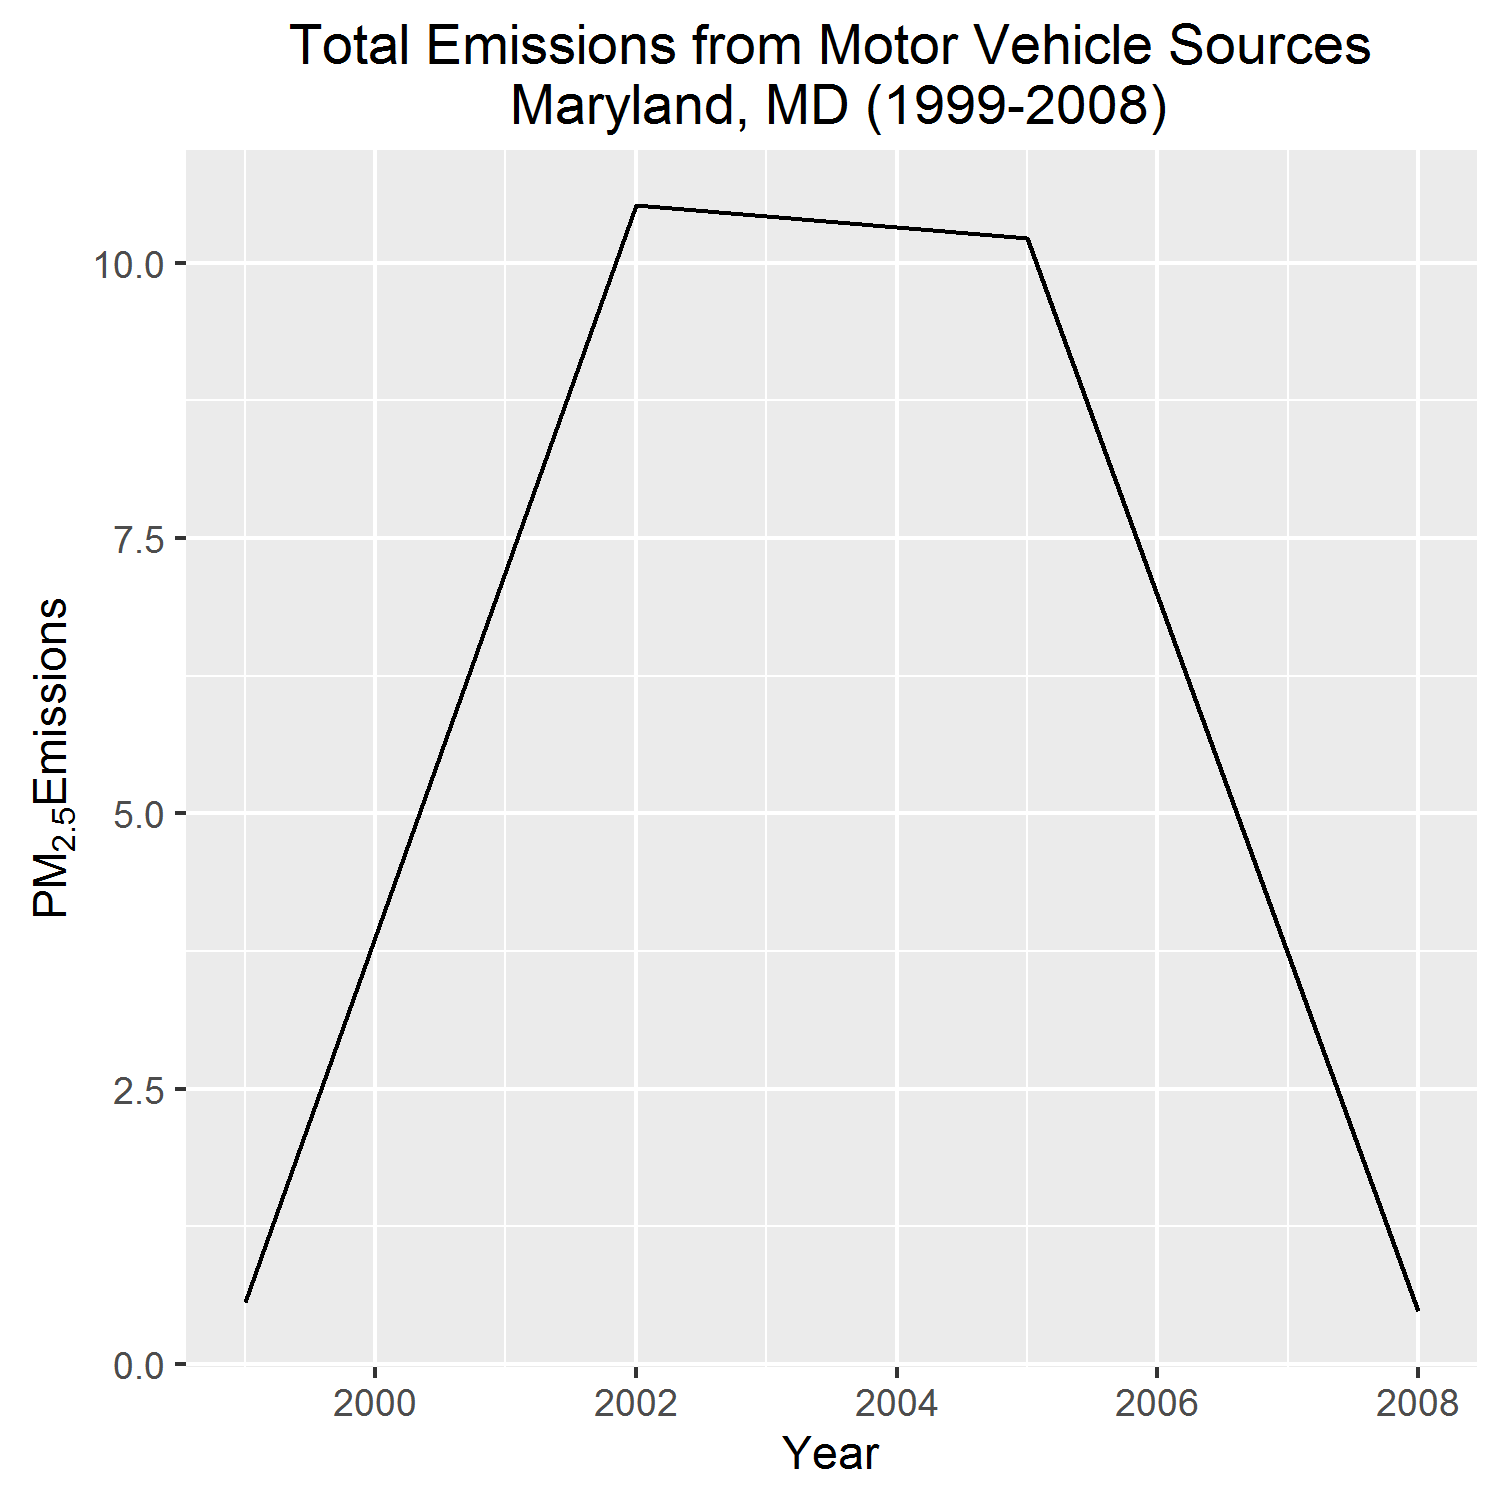 Total Emissions from Motor Vehicle Sources
Maryland, MD (1999-2008)
10.0
7.5
5.0
2.5
0.0
PM2.5Emissions
2000
2002
2004
2006
2008
Year